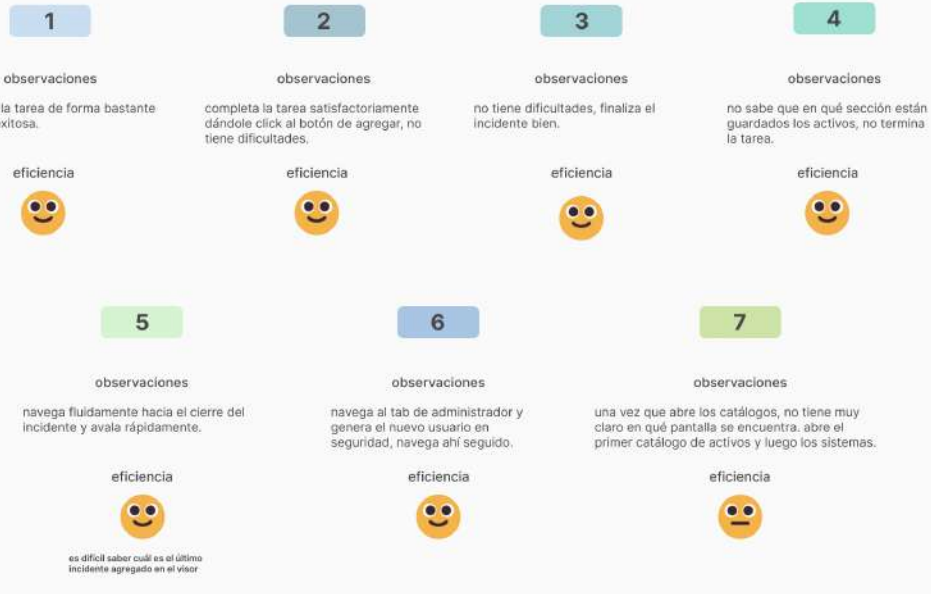 1
2
3
4
observaciones
observaciones
observaciones
observaciones
la tarea de forma bastante
xitosa.
completa la tarea satisfactoriamente
dándole click al botón de agregar, no
tiene dificultades.
no tiene dificultades, finaliza el
incidente bien.
no sabe que en qué sección están
guardados los activos, no termina
la tarea.
eficiencia
eficiencia
eficiencia
eficiencia
5
6
7
observaciones
observaciones
observaciones
navega fluidamente hacia el cierre del
incidente y avala rápidamente.
navega al tab de administrador y
genera el nuevo usuario en
seguridad, navega ahí seguido.
una vez que abre los catálogos, no tiene muy
claro en qué pantalla se encuentra. abre el
primer catálogo de activos y luego los sistemas.
eficiencia
eficiencia
eficiencia
es difícil saber cuál es el último
incidente agregado en el visor